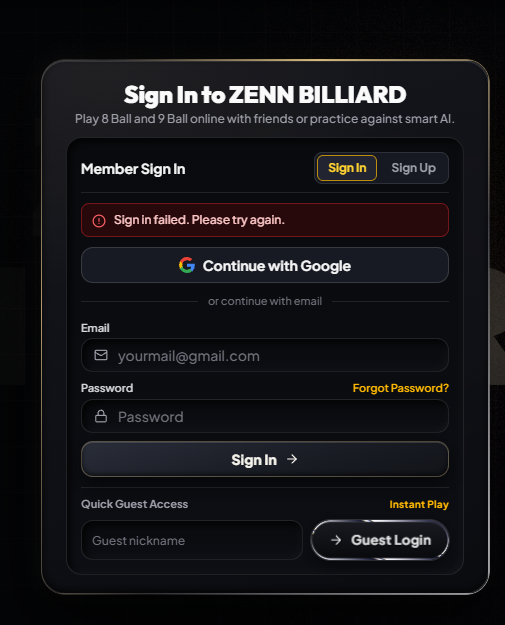 Sign In to ZENN BILLIARD
Play 8 Ball and 9 Ball online with friends or practice against smart AI.
Member Sign In
Sign In
Sign Up
Sign in failed. Please try again.
Continue with Google
or continue with email
Email
yourmail@gmail.com
Password
Forgot Password?
Password
Sign In
Quick Guest Access
Instant Play
Guest nickname
Guest Login